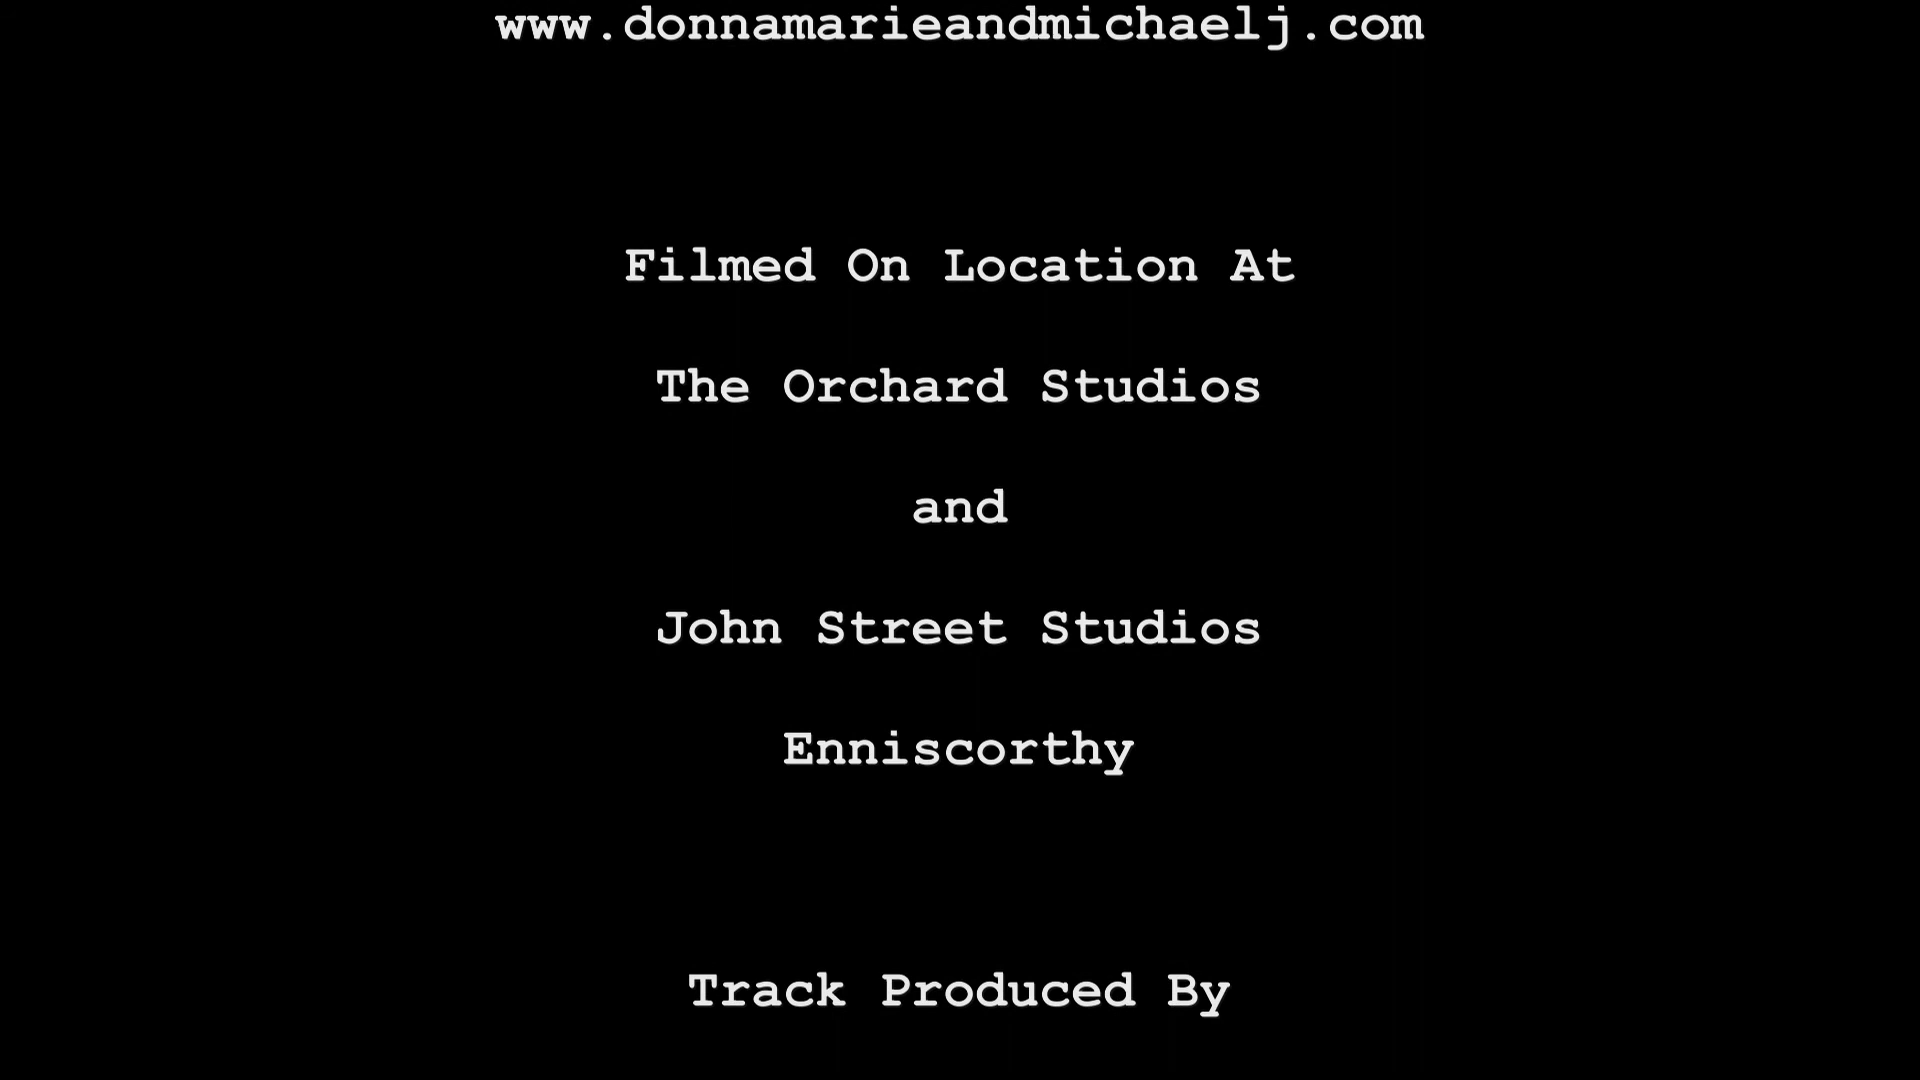 www.donnamarieandmichaelj.com
Filmed On Location At
The Orchard Studios
and
John Street Studios
Enniscorthy
Track Produced By